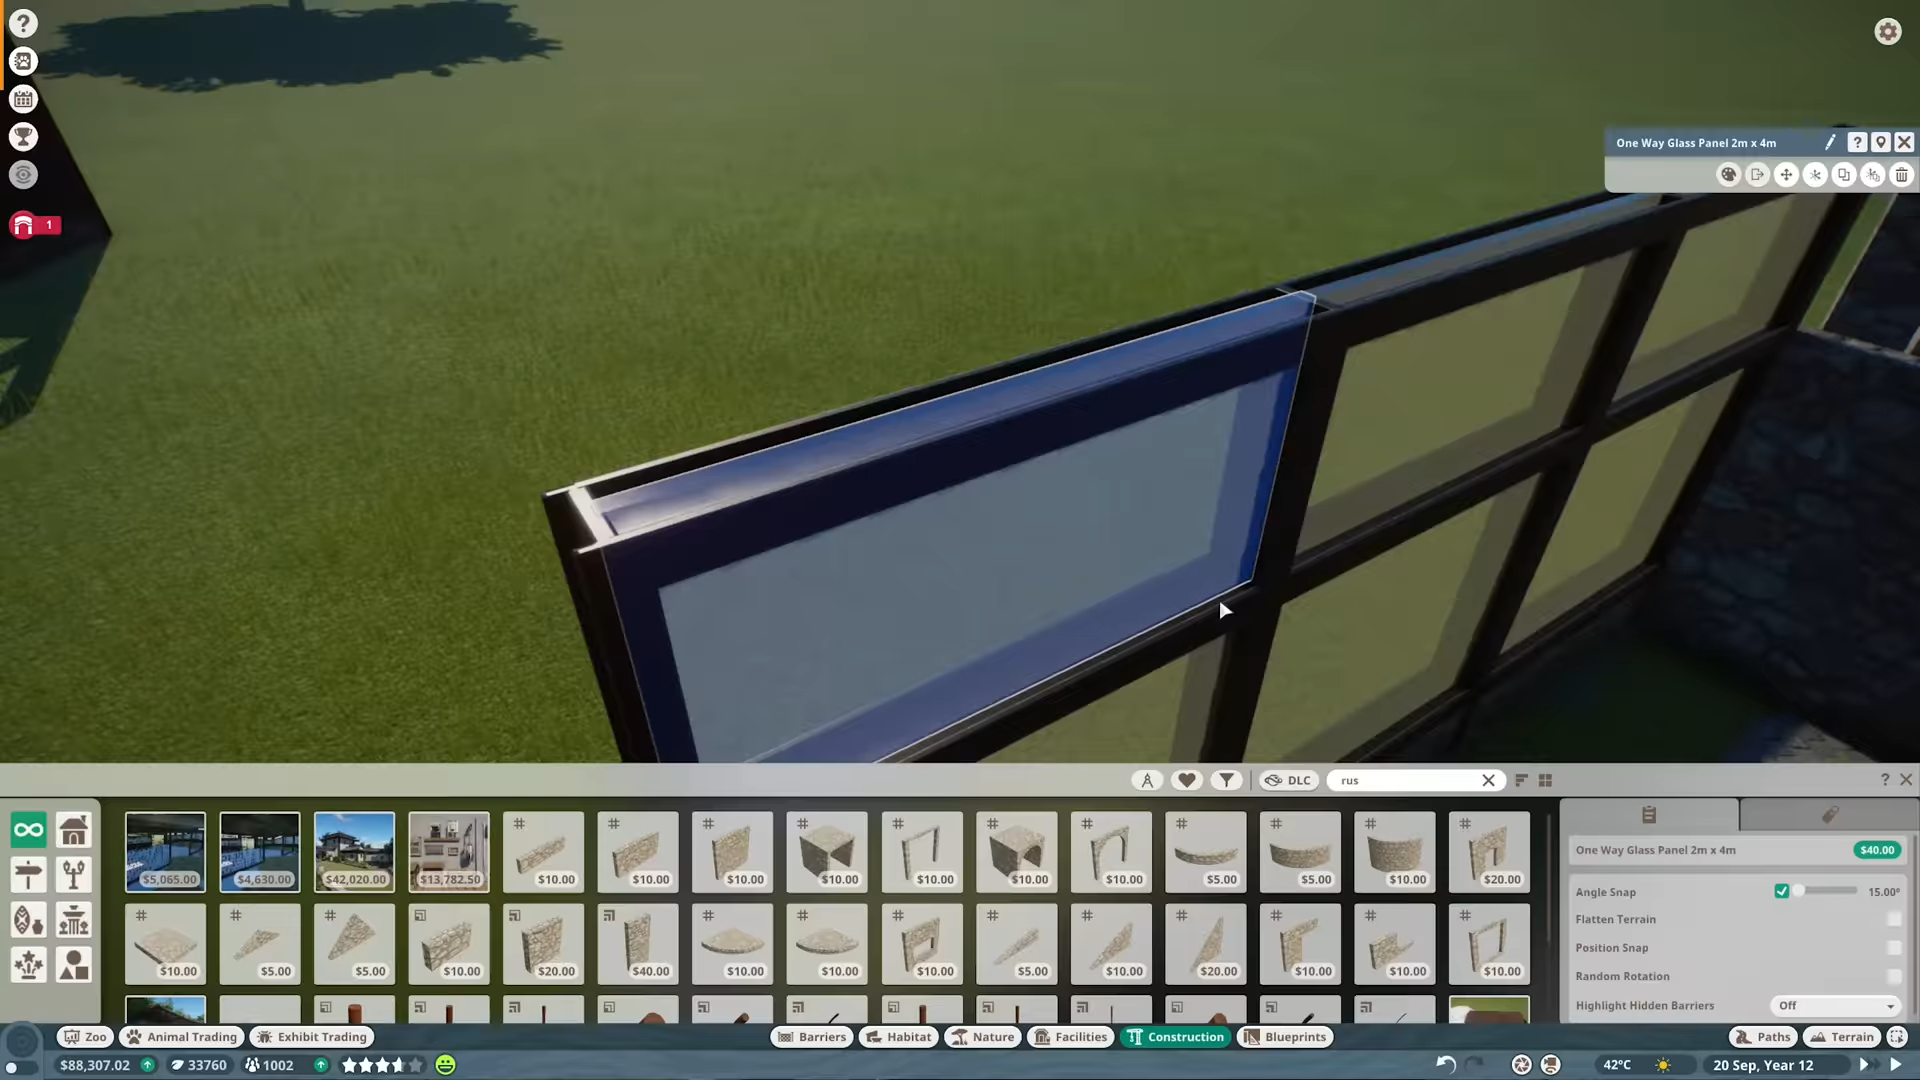 ?
1
One Way Glass Panel 2m x 4m
?
DLC
rus
?
$5,065.00 $4,630.00 $42,020.00 $13,782.50 $10.00 $10.00 $10.00 $10.00 $10.00 $10.00 $10.00 $5.00 $5.00 $10.00 $20.00
$10.00 $5.00 $5.00 $10.00 $20.00 $40.00 $10.00 $10.00 $10.00 $5.00 $10.00 $20.00 $10.00 $10.00 $10.00
One Way Glass Panel 2m x 4m $40.00
Angle Snap 15.00°
Flatten Terrain
Position Snap
Random Rotation
Highlight Hidden Barriers Off
Zoo Animal Trading Exhibit Trading Barriers Habitat Nature Facilities Construction Blueprints Paths Terrain
$88,307.02 33760 1002 42°C 20 Sep, Year 12